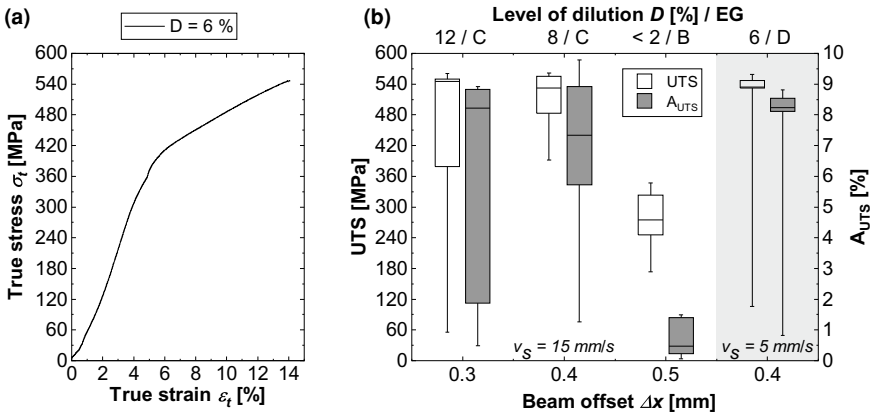 (a)
D = 6 %
600
540
480
420
360
300
240
180
120
60
0
True stress σt [MPa]
0 2 4 6 8 10 12 14
True strain εt [%]
(b)
Level of dilution D [%] / EG
12 / C 8 / C < 2 / B 6 / D
600
540
480
420
360
300
240
180
120
60
0
UTS [MPa]
UTS
AUTS
10
9
8
7
6
5
4
3
2
1
0
AUTS [%]
vs = 15 mm/s vs = 5 mm/s
0.3 0.4 0.5 0.4
Beam offset Δx [mm]